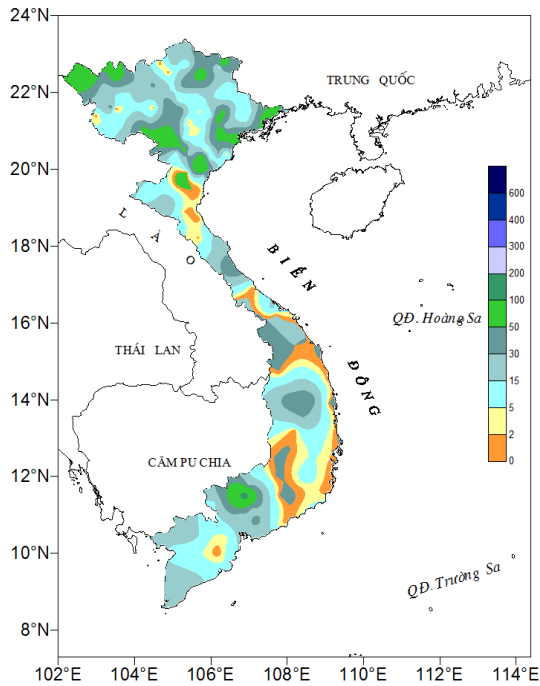 24°N
TRUNG QUỐC
22°N
20°N
600
400
LÀO
18°N
BIỂN
300
200
100
16°N
QĐ. Hoàng Sa
50
THÁI LAN
30
ĐÔNG
15
14°N
5
2
CĂM PU CHIA
0
12°N
10°N
QĐ. Trường Sa
8°N
102°E 104°E 106°E 108°E 110°E 112°E 114°E